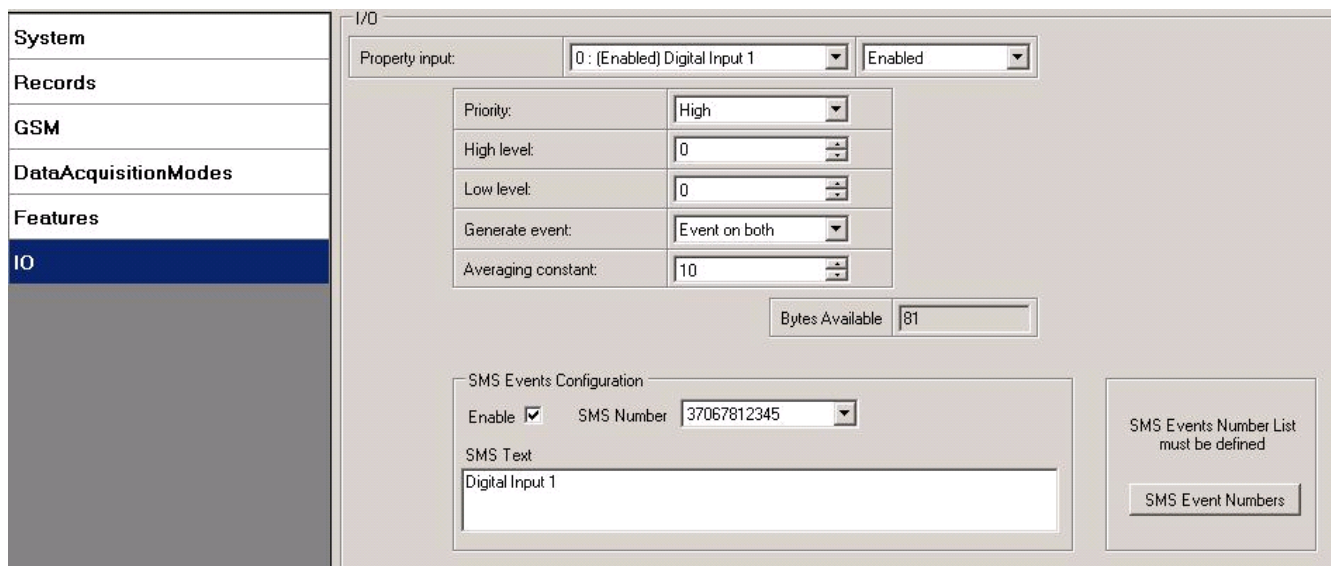 System
Records
GSM
DataAcquisitionModes
Features
IO
I/O
Property input: 0 : (Enabled) Digital Input 1 Enabled
Priority: High
High level: 0
Low level: 0
Generate event: Event on both
Averaging constant: 10
Bytes Available 81
SMS Events Configuration
Enable SMS Number 37067812345
SMS Text
Digital Input 1
SMS Events Number List
must be defined
SMS Event Numbers